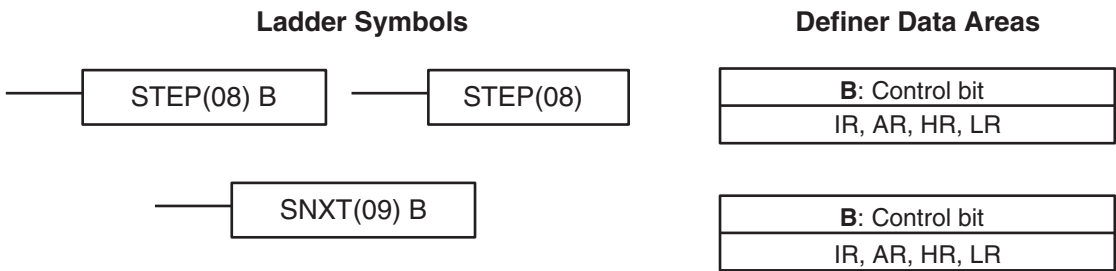 Ladder Symbols
Definer Data Areas
STEP(08) B
STEP(08)
B: Control bit
IR, AR, HR, LR
SNXT(09) B
B: Control bit
IR, AR, HR, LR